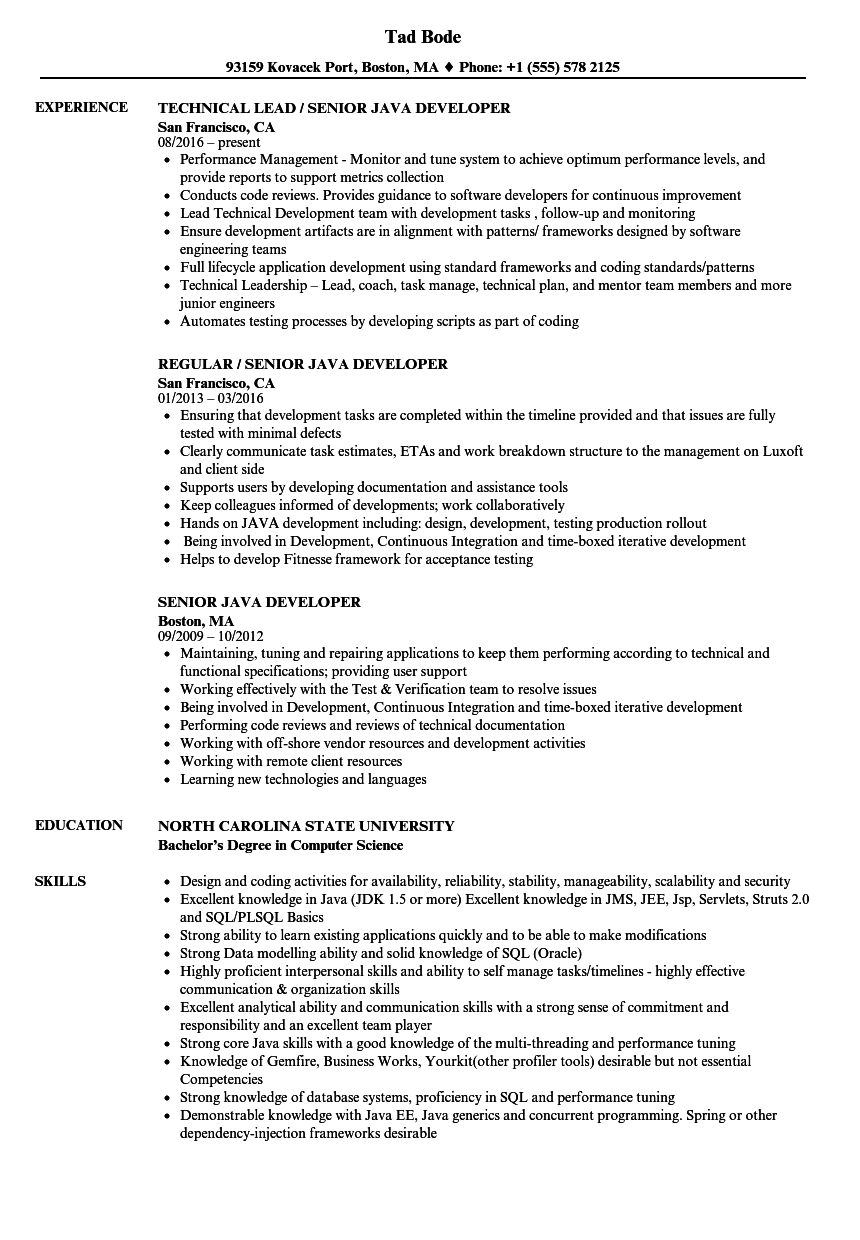 Tad Bode
93159 Kovacek Port, Boston, MA ♦ Phone: +1 (555) 578 2125
EXPERIENCE
TECHNICAL LEAD / SENIOR JAVA DEVELOPER
San Francisco, CA
08/2016 – present
• Performance Management - Monitor and tune system to achieve optimum performance levels, and
provide reports to support metrics collection
• Conducts code reviews. Provides guidance to software developers for continuous improvement
• Lead Technical Development team with development tasks , follow-up and monitoring
• Ensure development artifacts are in alignment with patterns/ frameworks designed by software
engineering teams
• Full lifecycle application development using standard frameworks and coding standards/patterns
• Technical Leadership – Lead, coach, task manage, technical plan, and mentor team members and more
junior engineers
• Automates testing processes by developing scripts as part of coding
REGULAR / SENIOR JAVA DEVELOPER
San Francisco, CA
01/2013 – 03/2016
• Ensuring that development tasks are completed within the timeline provided and that issues are fully
tested with minimal defects
• Clearly communicate task estimates, ETAs and work breakdown structure to the management on Luxoft
and client side
• Supports users by developing documentation and assistance tools
• Keep colleagues informed of developments; work collaboratively
• Hands on JAVA development including: design, development, testing production rollout
• Being involved in Development, Continuous Integration and time-boxed iterative development
• Helps to develop Fitnesse framework for acceptance testing
SENIOR JAVA DEVELOPER
Boston, MA
09/2009 – 10/2012
• Maintaining, tuning and repairing applications to keep them performing according to technical and
functional specifications; providing user support
• Working effectively with the Test & Verification team to resolve issues
• Being involved in Development, Continuous Integration and time-boxed iterative development
• Performing code reviews and reviews of technical documentation
• Working with off-shore vendor resources and development activities
• Working with remote client resources
• Learning new technologies and languages
EDUCATION
NORTH CAROLINA STATE UNIVERSITY
Bachelor's Degree in Computer Science
SKILLS
• Design and coding activities for availability, reliability, stability, manageability, scalability and security
• Excellent knowledge in Java (JDK 1.5 or more) Excellent knowledge in JMS, JEE, Jsp, Servlets, Struts 2.0
and SQL/PLSQL Basics
• Strong ability to learn existing applications quickly and to be able to make modifications
• Strong Data modelling ability and solid knowledge of SQL (Oracle)
• Highly proficient interpersonal skills and ability to self manage tasks/timelines - highly effective
communication & organization skills
• Excellent analytical ability and communication skills with a strong sense of commitment and
responsibility and an excellent team player
• Strong core Java skills with a good knowledge of the multi-threading and performance tuning
• Knowledge of Gemfire, Business Works, Yourkit(other profiler tools) desirable but not essential
Competencies
• Strong knowledge of database systems, proficiency in SQL and performance tuning
• Demonstrable knowledge with Java EE, Java generics and concurrent programming. Spring or other
dependency-injection frameworks desirable